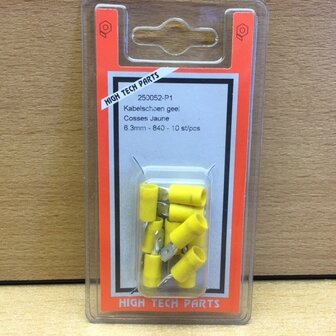 HIGH TECH PARTS
250052-P1
Kabelschoen geel
Cosses Jaune
6.3mm - 840 - 10 st/pcs
HIGH TECH PARTS